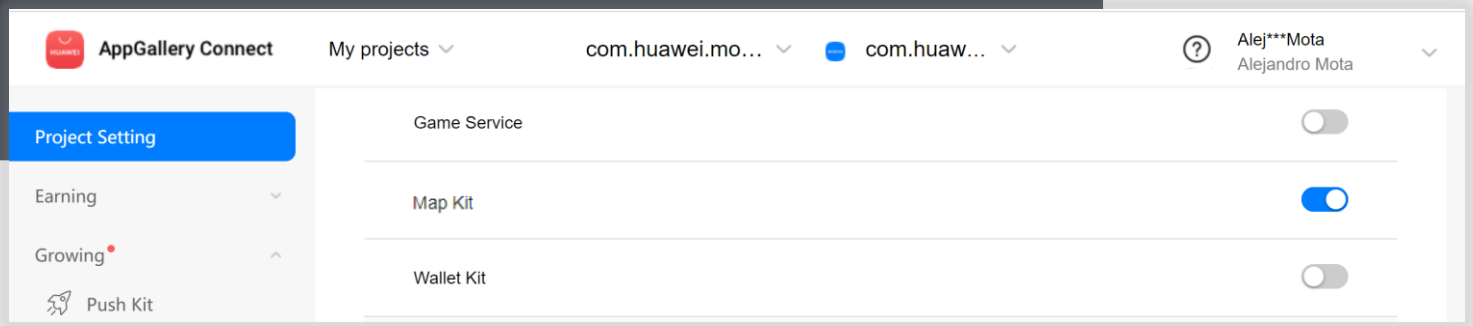 HUAWEI AppGallery Connect My projects com.huawei.mo... com.huaw... ? Alej***Mota
Alejandro Mota
Project Setting
Earning
Growing
Push Kit
Game Service
Map Kit
Wallet Kit